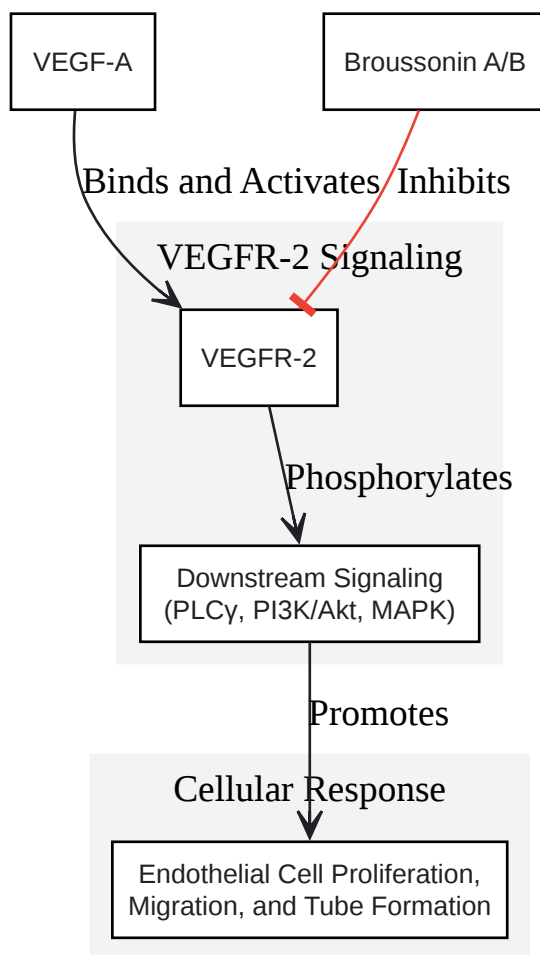 VEGF-A
Broussonin A/B
Binds and Activates
Inhibits
VEGFR-2 Signaling
VEGFR-2
Phosphorylates
Downstream Signaling
(PLCγ, PI3K/Akt, MAPK)
Promotes
Cellular Response
Endothelial Cell Proliferation,
Migration, and Tube Formation